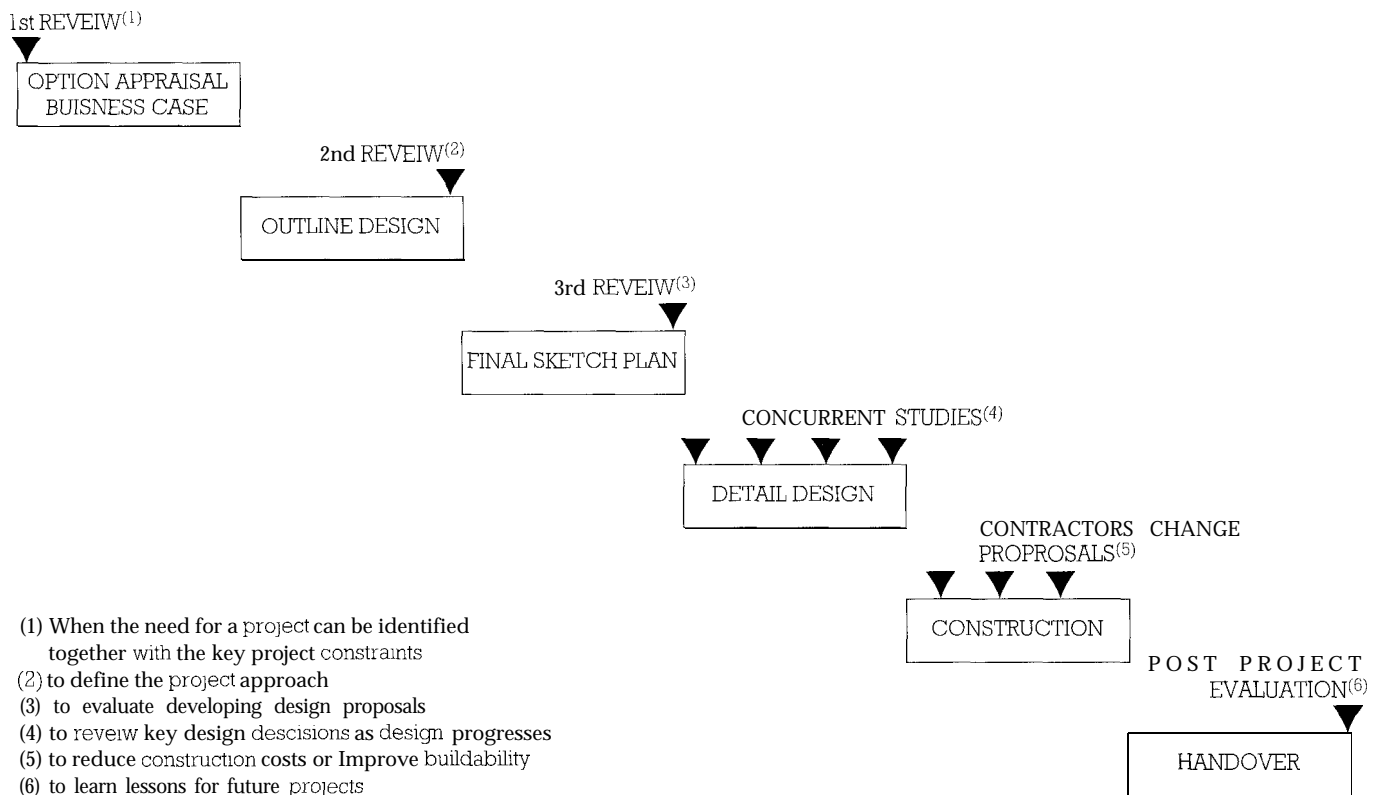 1st REVEIW(1)
OPTION APPRAISAL
BUISNESS CASE
2nd REVEIW(2)
OUTLINE DESIGN
3rd REVEIW(3)
FINAL SKETCH PLAN
CONCURRENT STUDIES(4)
DETAIL DESIGN
CONTRACTORS CHANGE
PROPROSALS(5)
CONSTRUCTION
POST PROJECT
EVALUATION(6)
HANDOVER
(1) When the need for a project can be identified
together with the key project constraints
(2) to define the project approach
(3) to evaluate developing design proposals
(4) to reveiw key design descisions as design progresses
(5) to reduce construction costs or Improve buildability
(6) to learn lessons for future projects